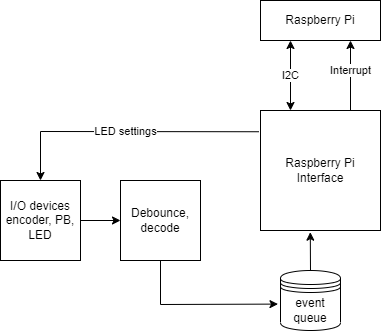 Raspberry Pi
I2C
Interrupt
LED settings
Raspberry Pi
Interface
I/O devices
encoder, PB,
LED
Debounce,
decode
event
queue